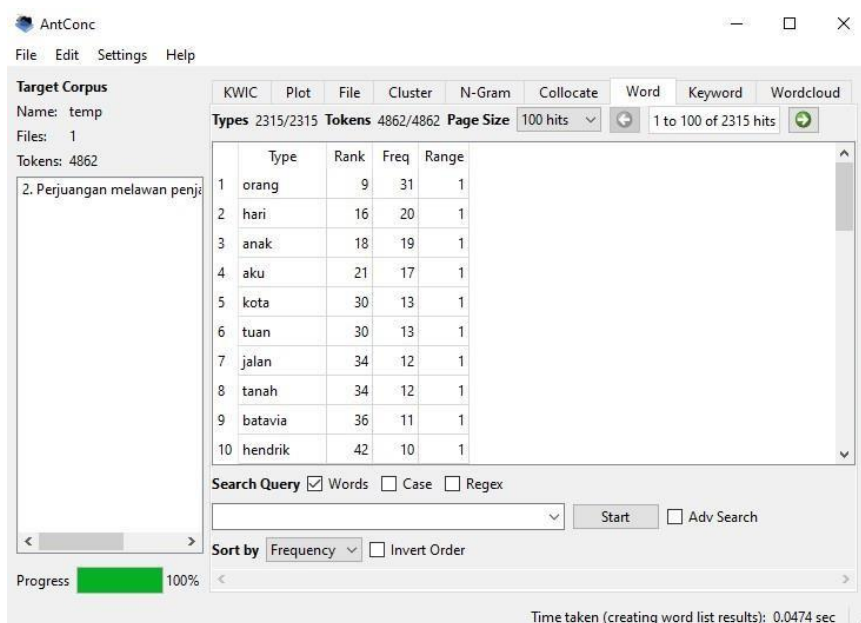 AntConc
File Edit Settings Help
Target Corpus
Name: temp
Files: 1
Tokens: 4862
2. Perjuangan melawan penja
Progress 100%
KWIC Plot File Cluster N-Gram Collocate Word Keyword Wordcloud
Types 2315/2315 Tokens 4862/4862 Page Size 100 hits 1 to 100 of 2315 hits
Type Rank Freq Range
1 orang 9 31 1
2 hari 16 20 1
3 anak 18 19 1
4 aku 21 17 1
5 kota 30 13 1
6 tuan 30 13 1
7 jalan 34 12 1
8 tanah 34 12 1
9 batavia 36 11 1
10 hendrik 42 10 1
Search Query Words Case Regex
Start Adv Search
Sort by Frequency Invert Order
Time taken (creating word list results): 0.0474 sec